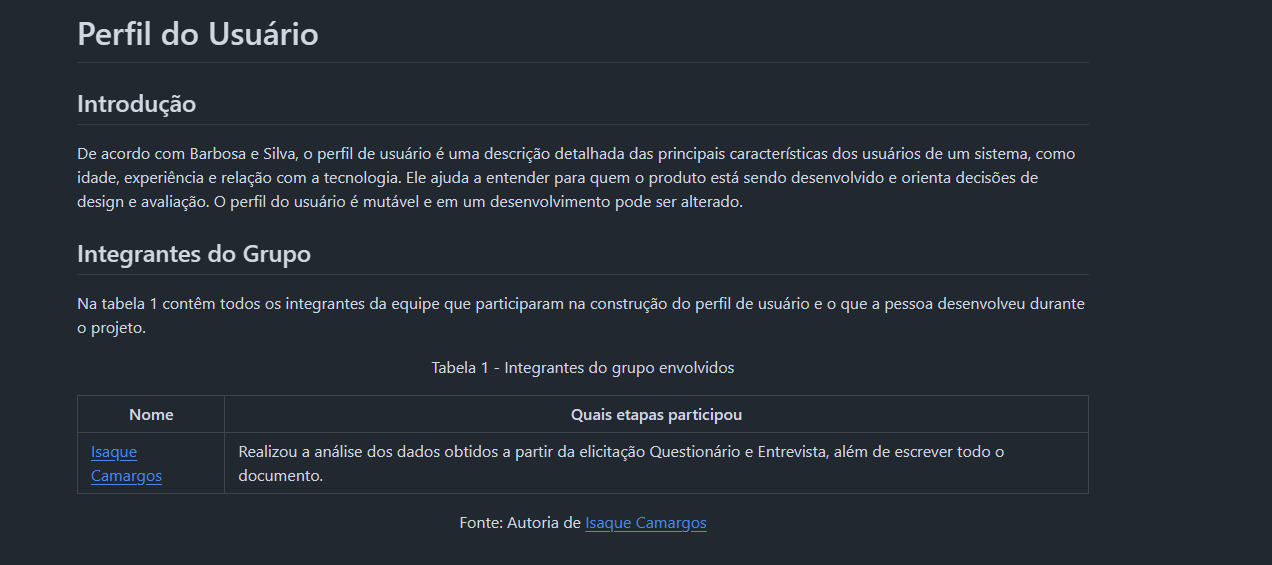 Perfil do Usuário
Introdução
De acordo com Barbosa e Silva, o perfil de usuário é uma descrição detalhada das principais características dos usuários de um sistema, como
idade, experiência e relação com a tecnologia. Ele ajuda a entender para quem o produto está sendo desenvolvido e orienta decisões de
design e avaliação. O perfil do usuário é mutável e em um desenvolvimento pode ser alterado.
Integrantes do Grupo
Na tabela 1 contêm todos os integrantes da equipe que participaram na construção do perfil de usuário e o que a pessoa desenvolveu durante
o projeto.
Tabela 1 - Integrantes do grupo envolvidos
Nome Quais etapas participou
Isaque Realizou a análise dos dados obtidos a partir da elicitação Questionário e Entrevista, além de escrever todo o
Camargos documento.
Fonte: Autoria de Isaque Camargos